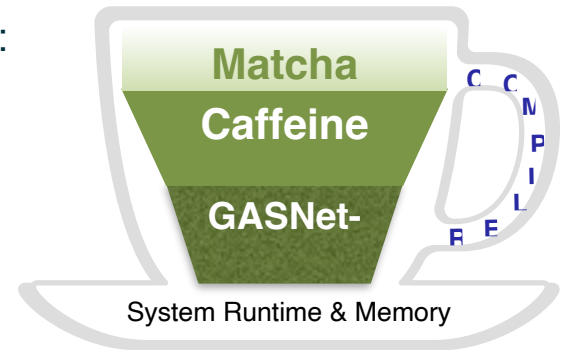 :
Matcha
Caffeine
GASNet-
System Runtime & Memory
C C M P I L E R